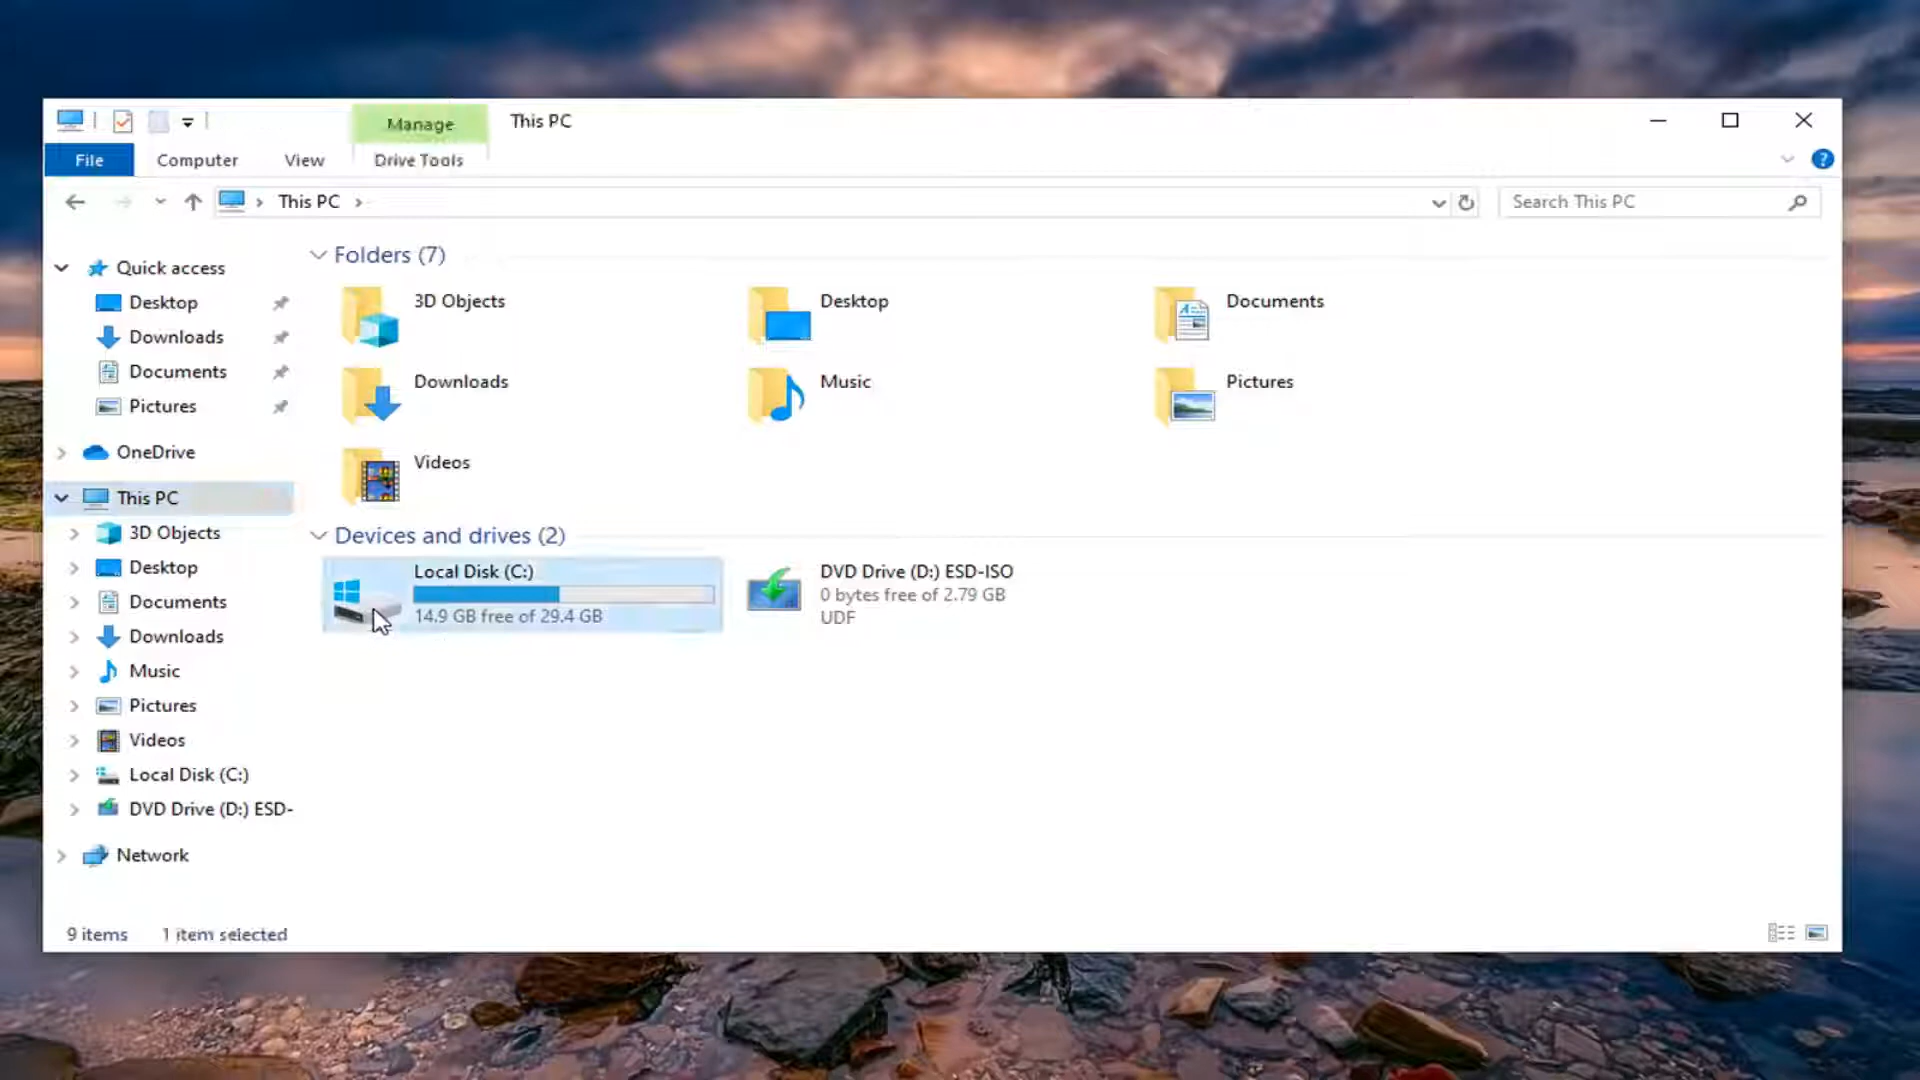 Manage
This PC
File
Computer
View
Drive Tools
?
This PC
Search This PC
Quick access
Desktop
Downloads
Documents
Pictures
OneDrive
This PC
3D Objects
Desktop
Documents
Downloads
Music
Pictures
Videos
Local Disk (C:)
DVD Drive (D:) ESD-
Network
Folders (7)
3D Objects
Desktop
Documents
Downloads
Music
Pictures
Videos
Devices and drives (2)
Local Disk (C:)
14.9 GB free of 29.4 GB
DVD Drive (D:) ESD-ISO
0 bytes free of 2.79 GB
UDF
9 items
1 item selected